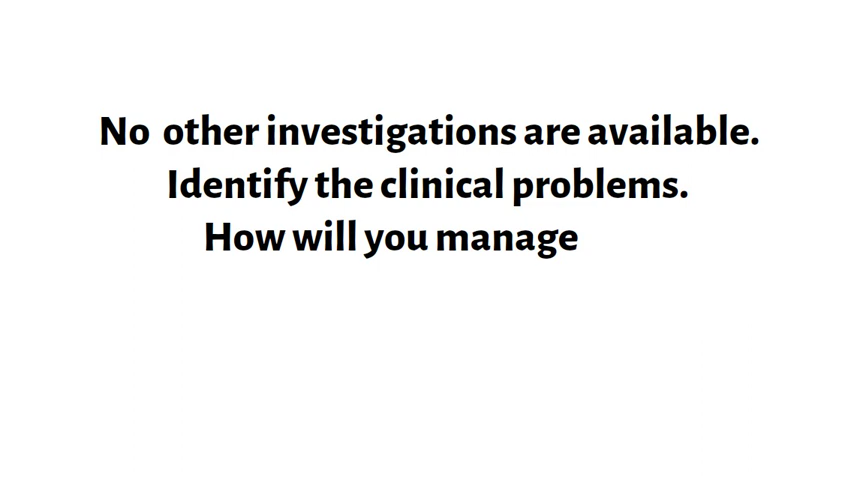 No other investigations are available.
Identify the clinical problems.
How will you manage